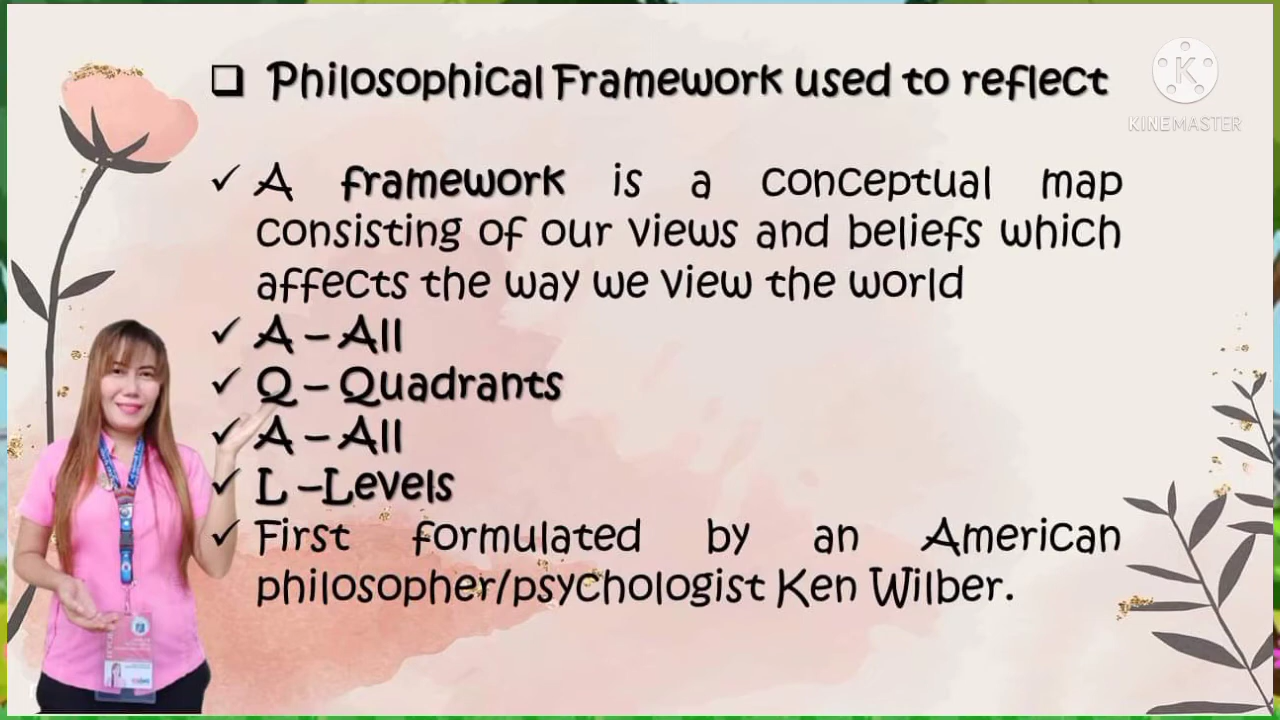 Philosophical Framework used to reflect
K
KINEMASTER
A framework is a conceptual map
consisting of our views and beliefs which
affects the way we view the world
A – All
Q – Quadrants
A – All
L –Levels
First formulated by an American
philosopher/psychologist Ken Wilber.